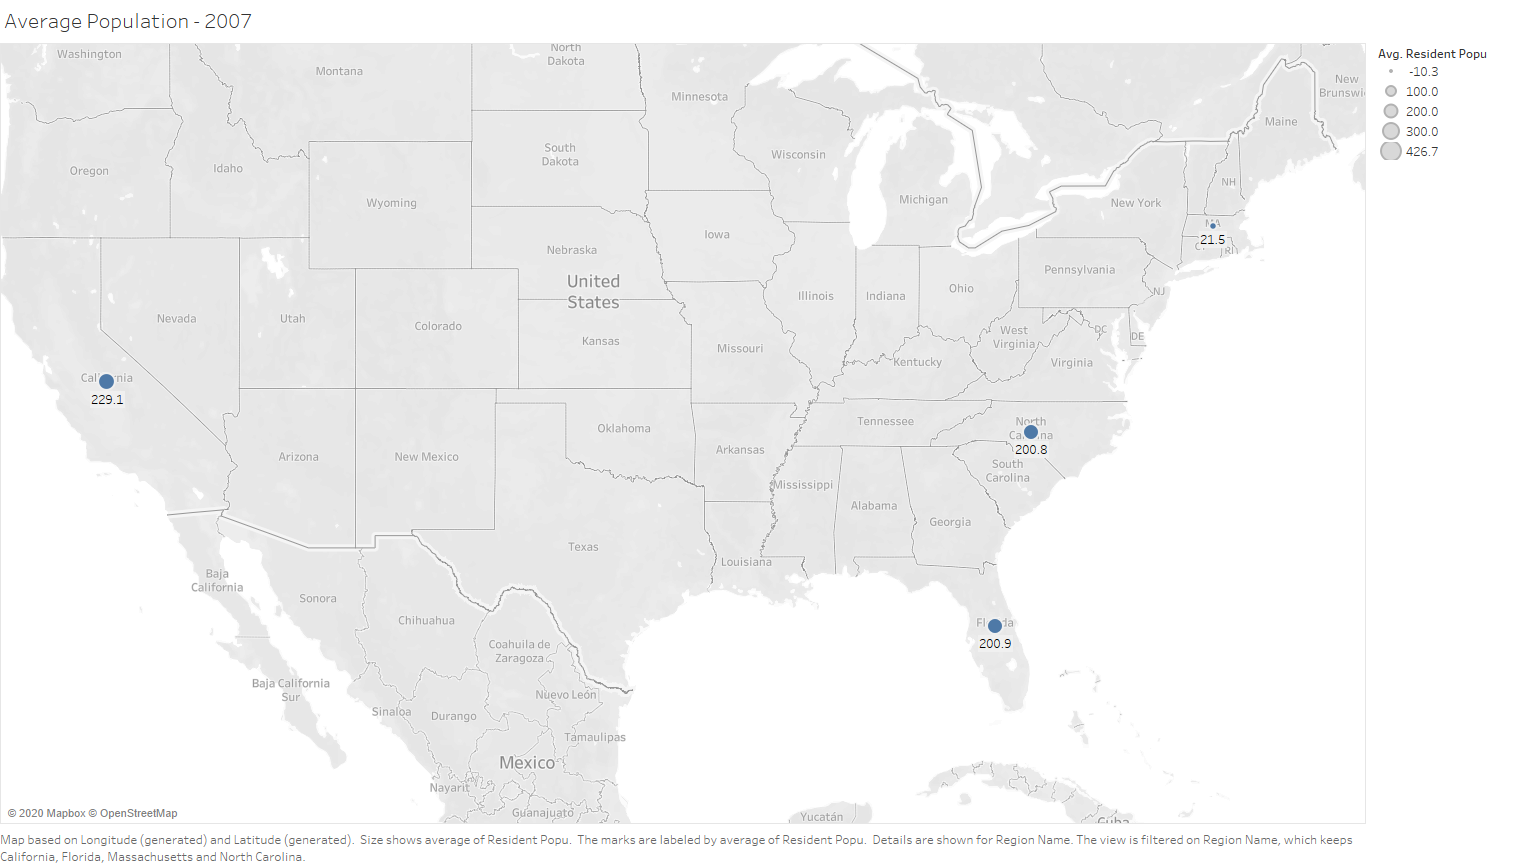 Average Population - 2007
Avg. Resident Popu
-10.3
100.0
200.0
300.0
426.7
Washington
Montana
North
Dakota
Minnesota
New
Brunswi
Maine
Oregon
Idaho
Wyoming
South
Dakota
Wisconsin
Michigan
New York
NH
MA
21.5
RI
Nebraska
Iowa
United
States
Illinois
Indiana
Ohio
Pennsylvania
NJ
Nevada
Utah
Colorado
Kansas
Missouri
West
Virginia
DC
DE
Kentucky
Virginia
California
229.1
Arizona
New Mexico
Oklahoma
Arkansas
Tennessee
North
Carolina
200.8
South
Carolina
Mississippi
Alabama
Georgia
Texas
Louisiana
Florida
200.9
Baja
California
Sonora
Chihuahua
Coahuila de
Zaragoza
Nuevo León
Baja California
Sur
Sinaloa
Durango
Tamaulipas
Mexico
Nayarit
Guanajuato
Yucatán
Cuba
© 2020 Mapbox © OpenStreetMap
Map based on Longitude (generated) and Latitude (generated).  Size shows average of Resident Popu.  The marks are labeled by average of Resident Popu.  Details are shown for Region Name. The view is filtered on Region Name, which keeps
California, Florida, Massachusetts and North Carolina.